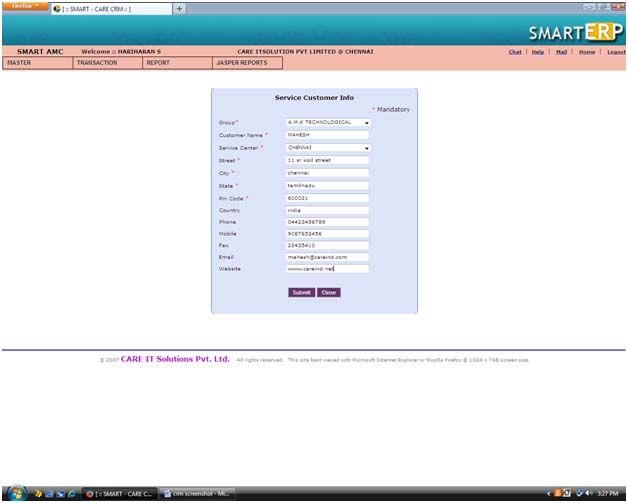 Firefox
[ :: SMART - CARE CRM :: ]
+
SMARTERP
SMART AMC Welcome :: HARIHARAN S CARE ITSOLUTION PVT LIMITED @ CHENNAI Chat | Help | Mail | Home | Logout
MASTER TRANSACTION REPORT JASPER REPORTS
Service Customer Info
* Mandatory
Group* A.M.K TECHNOLOGICAL
Customer Name * MAHESH
Service Center * CHENNAI
Street * 11 sr koil street
City * chennai
State * tamilnadu
Pin Code * 600021
Country india
Phone 04423456789
Mobile 9087653456
Fax 23435410
Email mahesh@careind.com
Website www.careind.net
Submit Close
© 2007 CARE IT Solutions Pvt. Ltd. All rights reserved. This site best viewed with Microsoft Internet Explorer or Mozilla Firefox @ 1024 x 768 screen size.
[ :: SMART - CARE C... crm screenshot - Mi... 3:27 PM